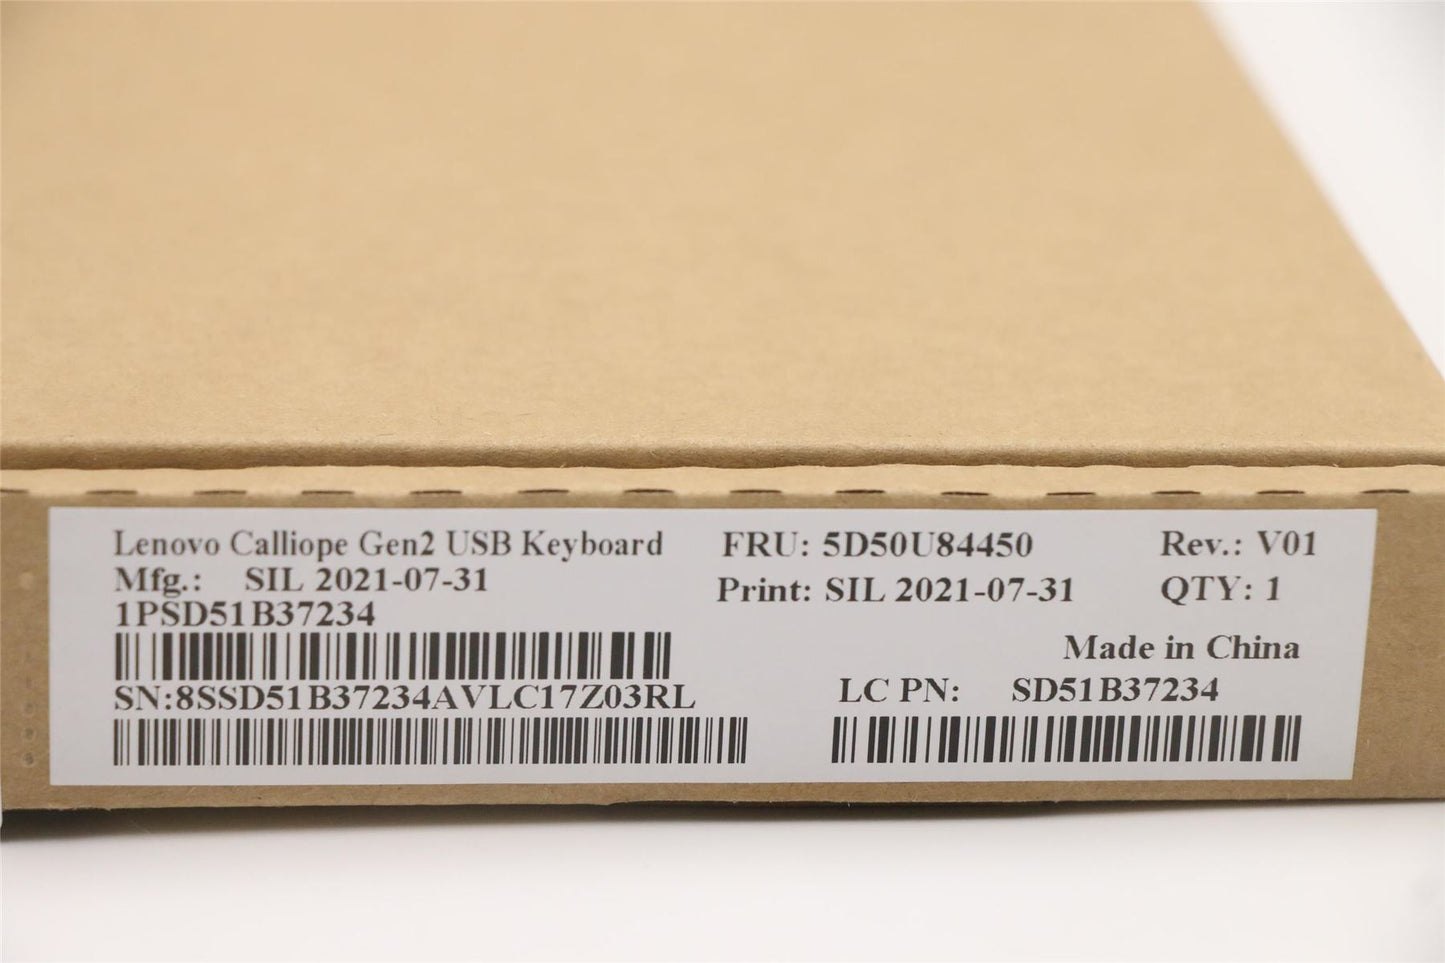 Lenovo Calliope Gen2 USB Keyboard FRU: 5D50U84450 Rev.: V01
Mfg.: SIL 2021-07-31 Print: SIL 2021-07-31 QTY: 1
1PSD51B37234
Made in China
SN:8SSD51B37234AVLC17Z03RL LC PN: SD51B37234